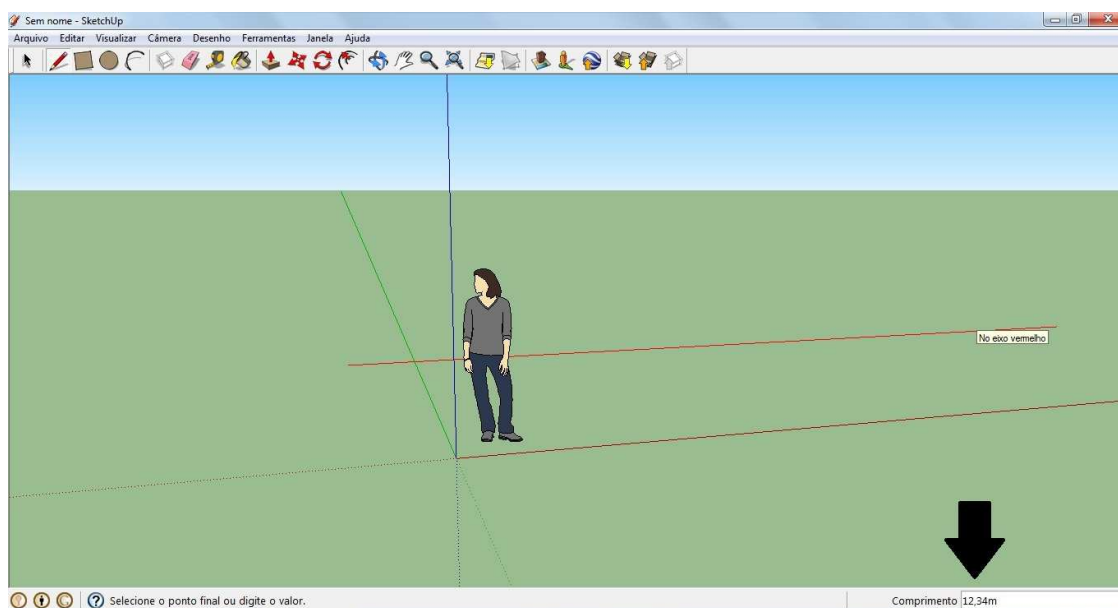 Sem nome - SketchUp
Arquivo Editar Visualizar Câmera Desenho Ferramentas Janela Ajuda
No eixo vermelho
Selecione o ponto final ou digite o valor.
Comprimento 12,34m